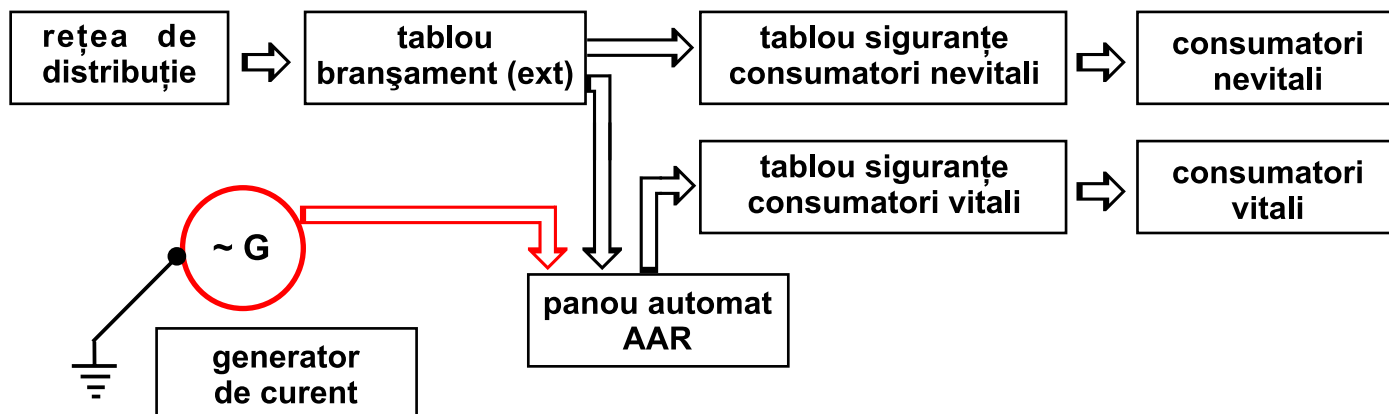 rețea de
distribuție
tablou
branşament (ext)
tablou siguranțe
consumatori nevitali
consumatori
nevitali
tablou siguranțe
consumatori vitali
consumatori
vitali
~ G
panou automat
AAR
generator
de curent